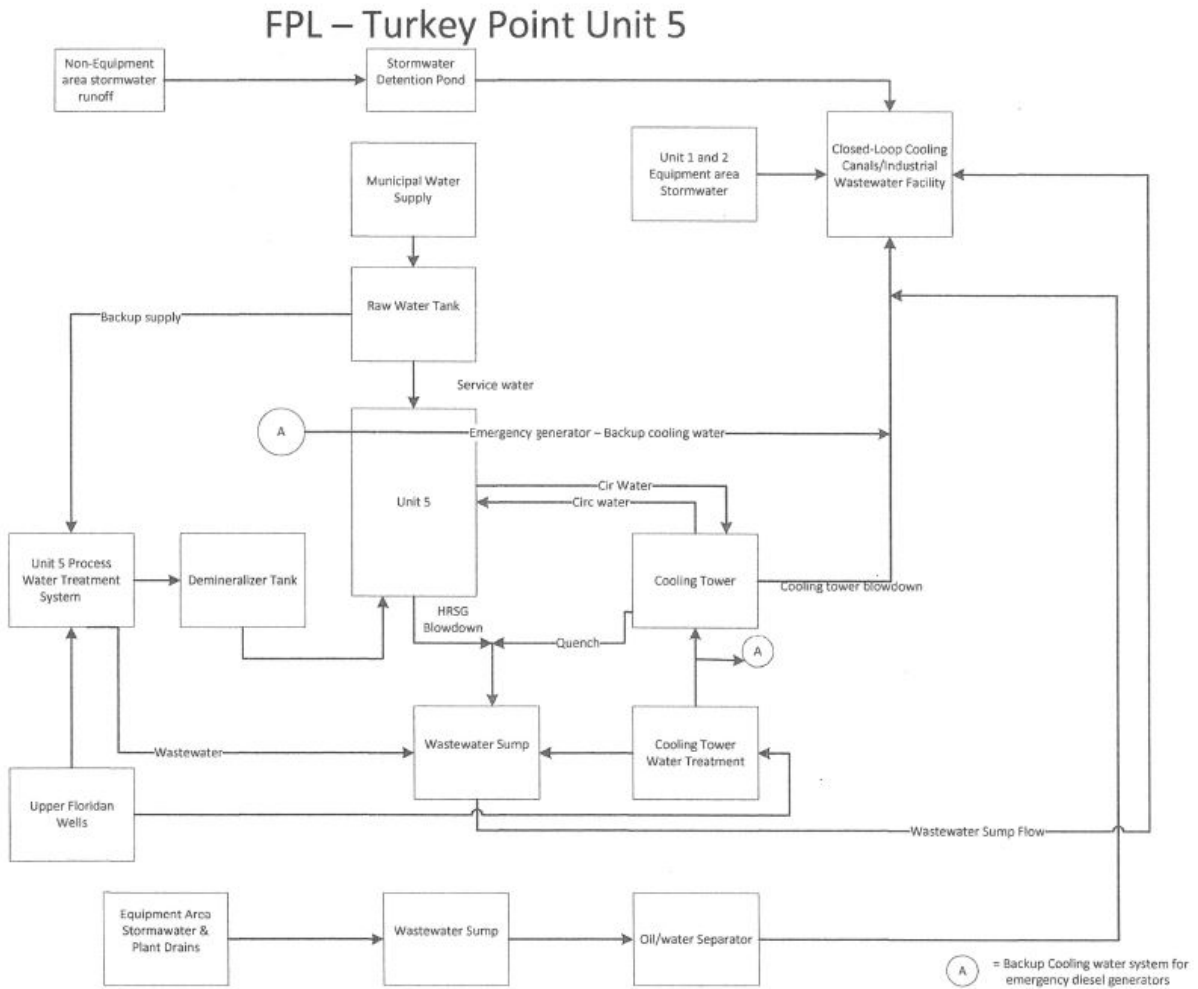 FPL – Turkey Point Unit 5
Non-Equipment
area stormwater
runoff
Stormwater
Detention Pond
Municipal Water
Supply
Unit 1 and 2
Equipment area
Stormwater
Closed-Loop Cooling
Canals/Industrial
Wastewater Facility
Raw Water Tank
Backup supply
Service water
A
Emergency generator – Backup cooling water
Unit 5
Cir Water
Circ water
Unit 5 Process
Water Treatment
System
Demineralizer Tank
Cooling Tower
Cooling tower blowdown
HRSG
Blowdown
Quench
A
Wastewater Sump
Cooling Tower
Water Treatment
Wastewater
Upper Floridan
Wells
Wastewater Sump Flow
Equipment Area
Stormawater &
Plant Drains
Wastewater Sump
Oil/water Separator
A
= Backup Cooling water system for
emergency diesel generators